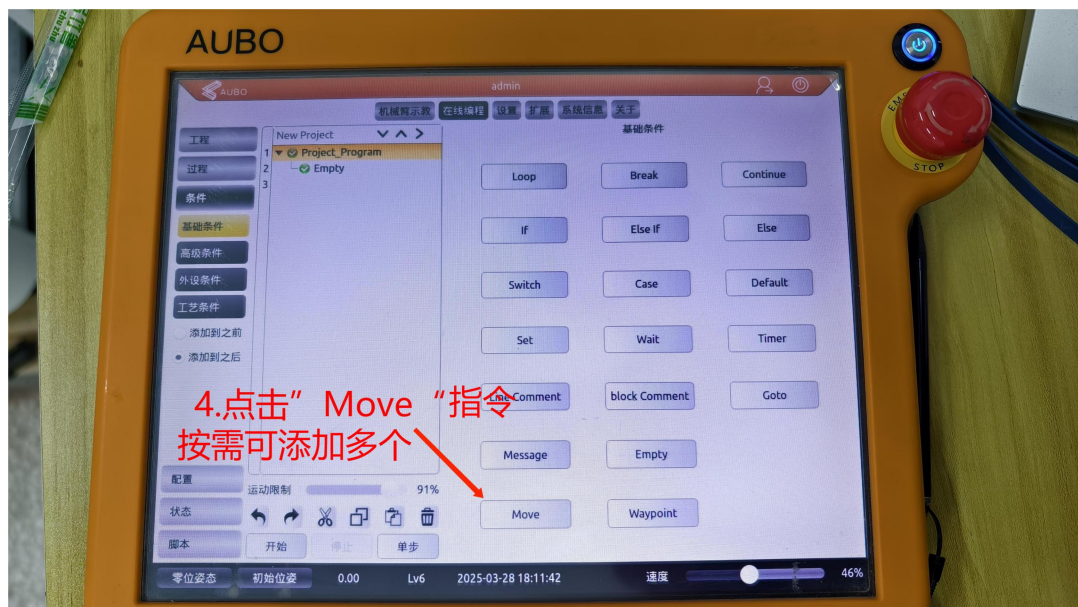 AUBO
AUBO
admin
机械臂示教 在线编程 设置 扩展 系统信息 关于
工程
过程
条件
基础条件
高级条件
外设条件
工艺条件
添加到之前
添加到之后
配置
状态
脚本
New Project
1 Project_Program
2 Empty
3
基础条件
Loop Break Continue
If Else If Else
Switch Case Default
Set Wait Timer
Line Comment block Comment Goto
Message Empty
Move Waypoint
4.点击”Move“指令
按需可添加多个
运动限制 91%
开始 停止 单步
零位姿态 初始位姿 0.00 Lv6 2025-03-28 18:11:42 速度 46%
STOP